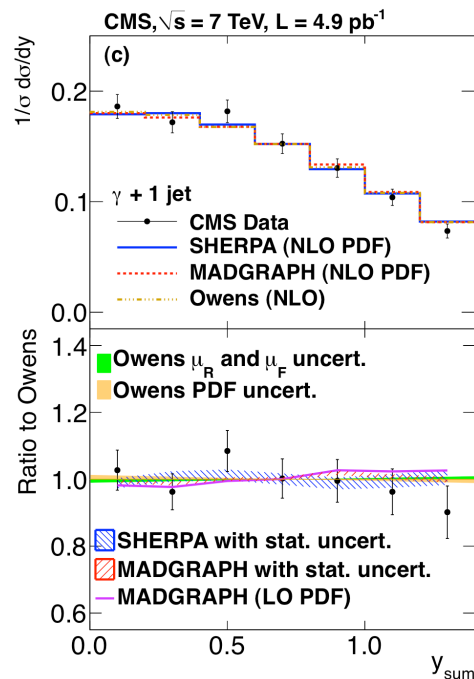 CMS, √s = 7 TeV, L = 4.9 pb⁻¹
(c)
1/σ dσ/dy
0.2
0.1
0.0
γ + 1 jet
CMS Data
SHERPA (NLO PDF)
MADGRAPH (NLO PDF)
Owens (NLO)
Ratio to Owens
1.4
1.2
1.0
0.8
0.6
Owens μ_R and μ_F uncert.
Owens PDF uncert.
SHERPA with stat. uncert.
MADGRAPH with stat. uncert.
MADGRAPH (LO PDF)
0.0 0.5 1.0
y_sum